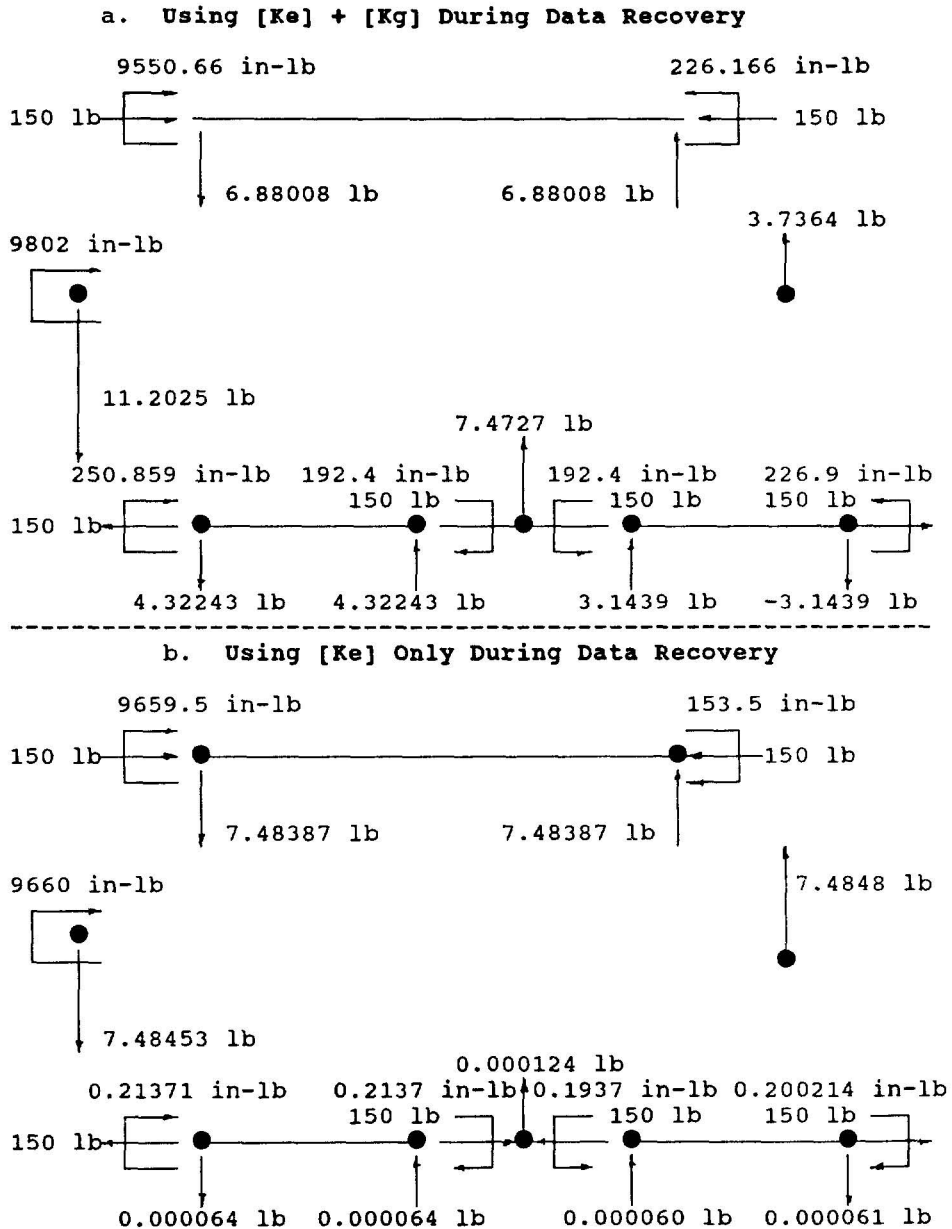 a. Using [Ke] + [Kg] During Data Recovery
9550.66 in-lb 226.166 in-lb
150 lb 150 lb
6.88008 lb 6.88008 lb
3.7364 lb
9802 in-lb
11.2025 lb
7.4727 lb
250.859 in-lb 192.4 in-lb 192.4 in-lb 226.9 in-lb
150 lb 150 lb 150 lb
150 lb
4.32243 lb 4.32243 lb 3.1439 lb -3.1439 lb
b. Using [Ke] Only During Data Recovery
9659.5 in-lb 153.5 in-lb
150 lb 150 lb
7.48387 lb 7.48387 lb
9660 in-lb
7.4848 lb
7.48453 lb
0.000124 lb
0.21371 in-lb 0.2137 in-lb 0.1937 in-lb 0.200214 in-lb
150 lb 150 lb 150 lb
150 lb
0.000064 lb 0.000064 lb 0.000060 lb 0.000061 lb